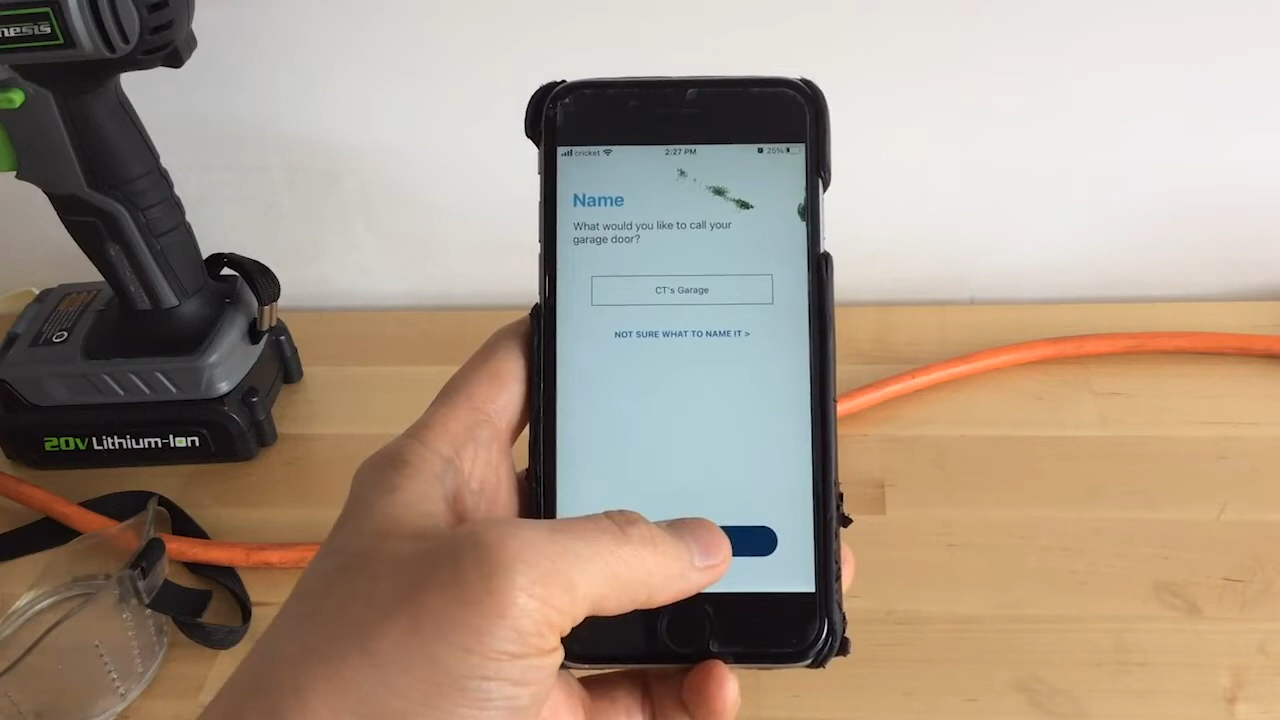 nesis
20V Lithium-Ion
cricket 2:27 PM 25%
Name
What would you like to call your
garage door?
CT's Garage
NOT SURE WHAT TO NAME IT >